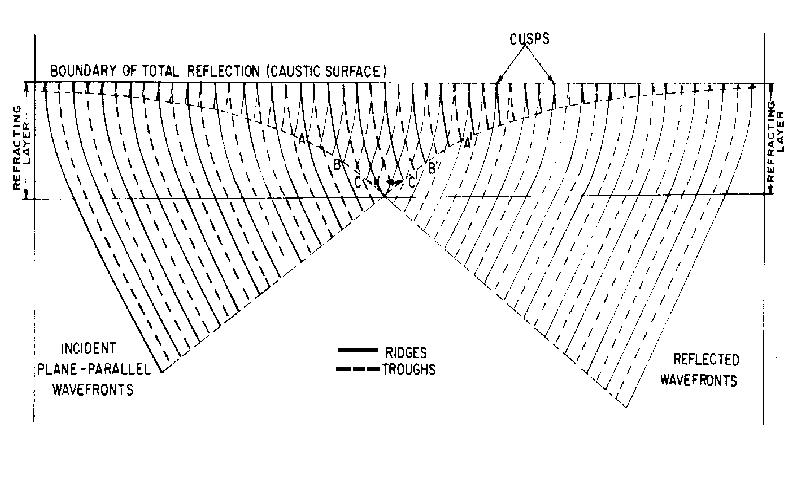 CUSPS
BOUNDARY OF TOTAL REFLECTION (CAUSTIC SURFACE)
REFRACTING
LAYER
REFRACTING
LAYER
A
A'
B
B'
C
C'
INCIDENT
PLANE-PARALLEL
WAVEFRONTS
RIDGES
TROUGHS
REFLECTED
WAVEFRONTS